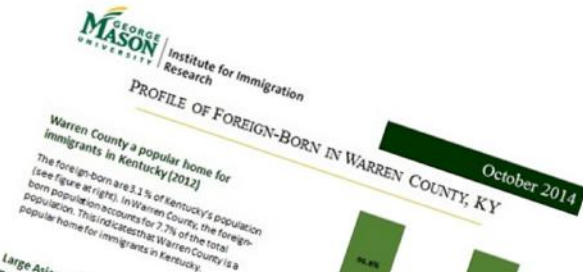 GEORGE
MASON
UNIVERSITY
Institute for Immigration
Research
PROFILE OF FOREIGN-BORN IN WARREN COUNTY, KY
October 2014
Warren County a popular home for
immigrants in Kentucky (2012)
The foreign-born are 3.1 % of Kentucky's population
(see figure at right). In Warren County, the foreign-
born population accounts for 7.7% of the total
population. This indicates that Warren County is a
popular home for immigrants in Kentucky.
Large